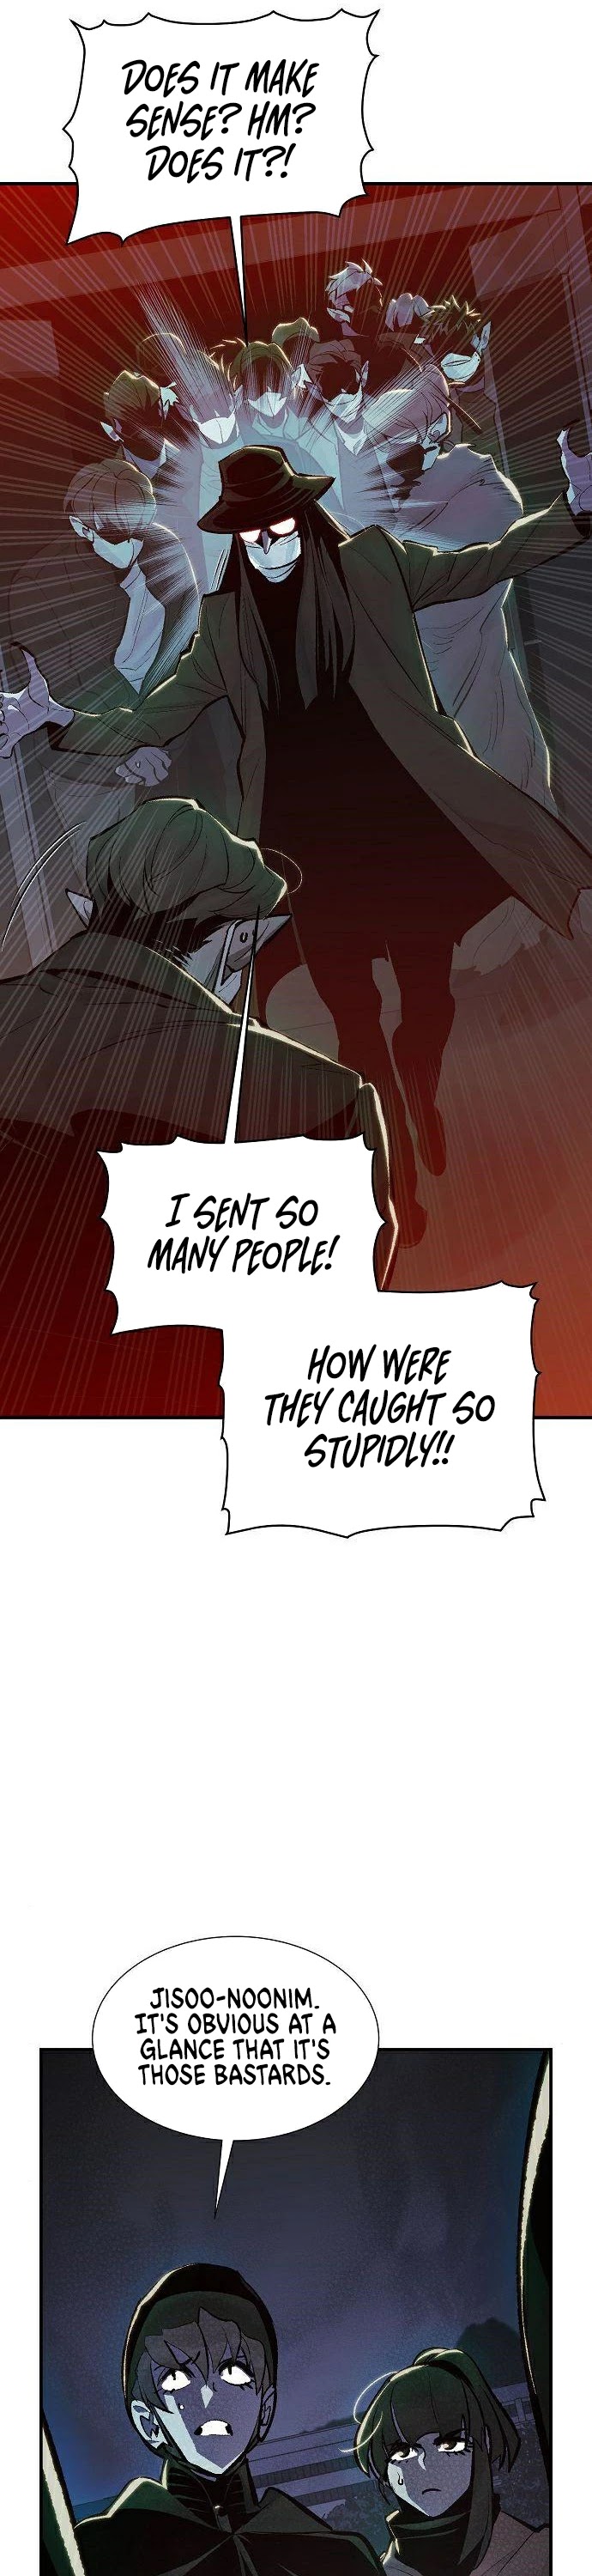 DOES IT MAKE
SENSE? HM?
DOES IT?!
I SENT SO
MANY PEOPLE!
HOW WERE
THEY CAUGHT SO
STUPIDLY!!
JISOO-NOONIM.
IT'S OBVIOUS AT A
GLANCE THAT IT'S
THOSE BASTARDS.